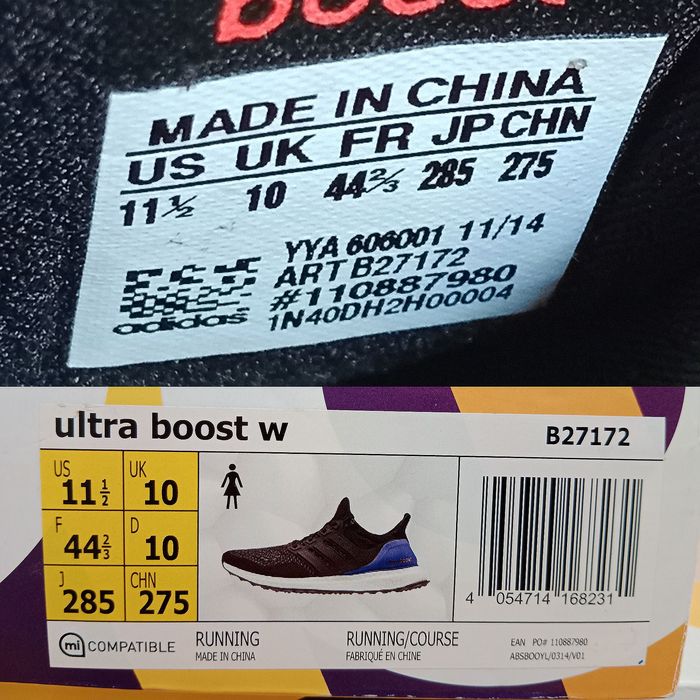 Boost
MADE IN CHINA
US UK FR JP CHN
11½ 10 44⅔ 285 275
YYA 606001 11/14
ART B27172
#110887980
1N40DH2H00004
adidas
ultra boost w
B27172
US UK
11½ 10
F D
44⅔ 10
J CHN
285 275
4 054714 168231
mi COMPATIBLE
RUNNING RUNNING/COURSE
MADE IN CHINA FABRIQUÉ EN CHINE
EAN PO# 110887980
ABSBOOYL/0314/V01